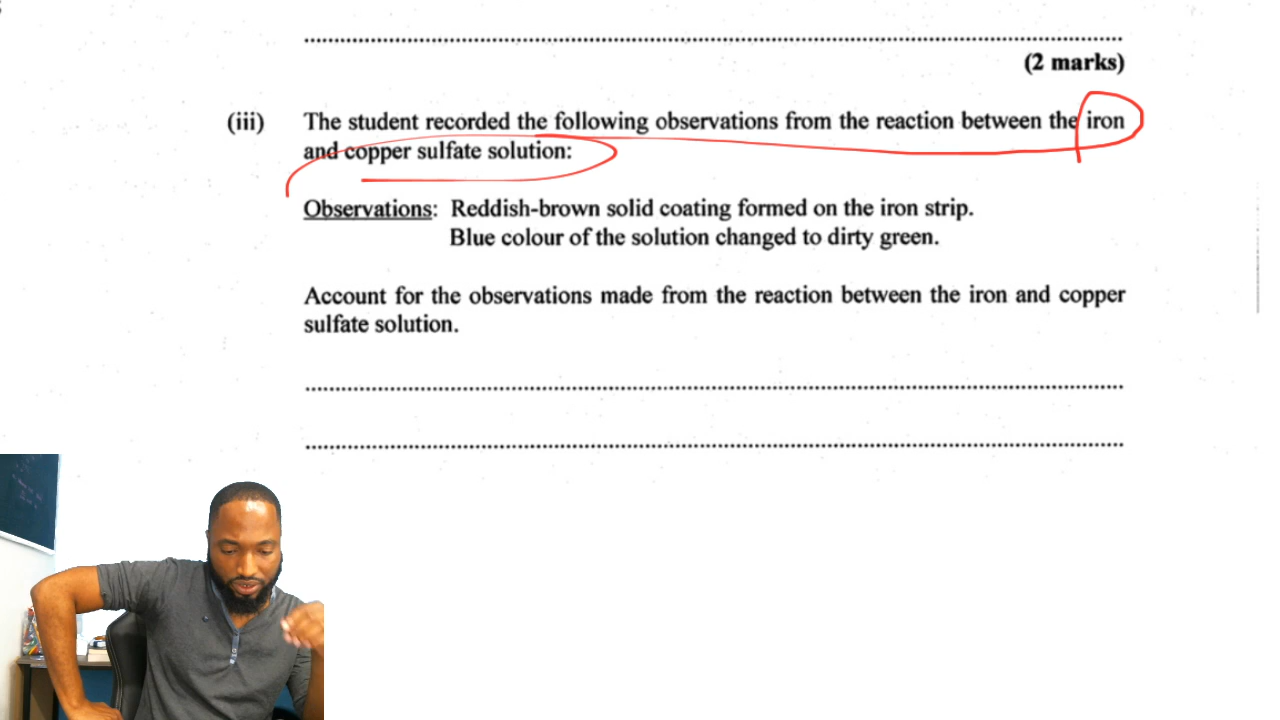 (2 marks)
(iii) The student recorded the following observations from the reaction between the iron
and copper sulfate solution:
Observations: Reddish-brown solid coating formed on the iron strip.
Blue colour of the solution changed to dirty green.
Account for the observations made from the reaction between the iron and copper
sulfate solution.